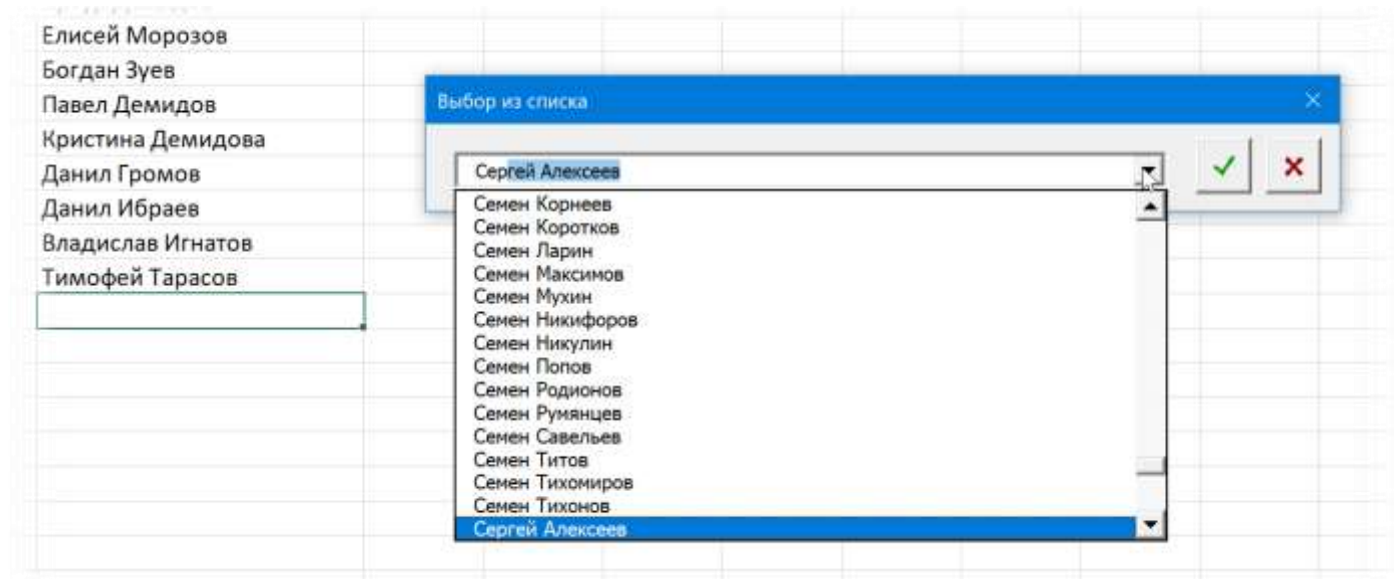 Елисей Морозов
Богдан Зуев
Павел Демидов
Кристина Демидова
Данил Громов
Данил Ибраев
Владислав Игнатов
Тимофей Тарасов
Выбор из списка
Сергей Алексеев
Семен Корнеев
Семен Коротков
Семен Ларин
Семен Максимов
Семен Мухин
Семен Никифоров
Семен Никулин
Семен Попов
Семен Родионов
Семен Румянцев
Семен Савельев
Семен Титов
Семен Тихомиров
Семен Тихонов
Сергей Алексеев